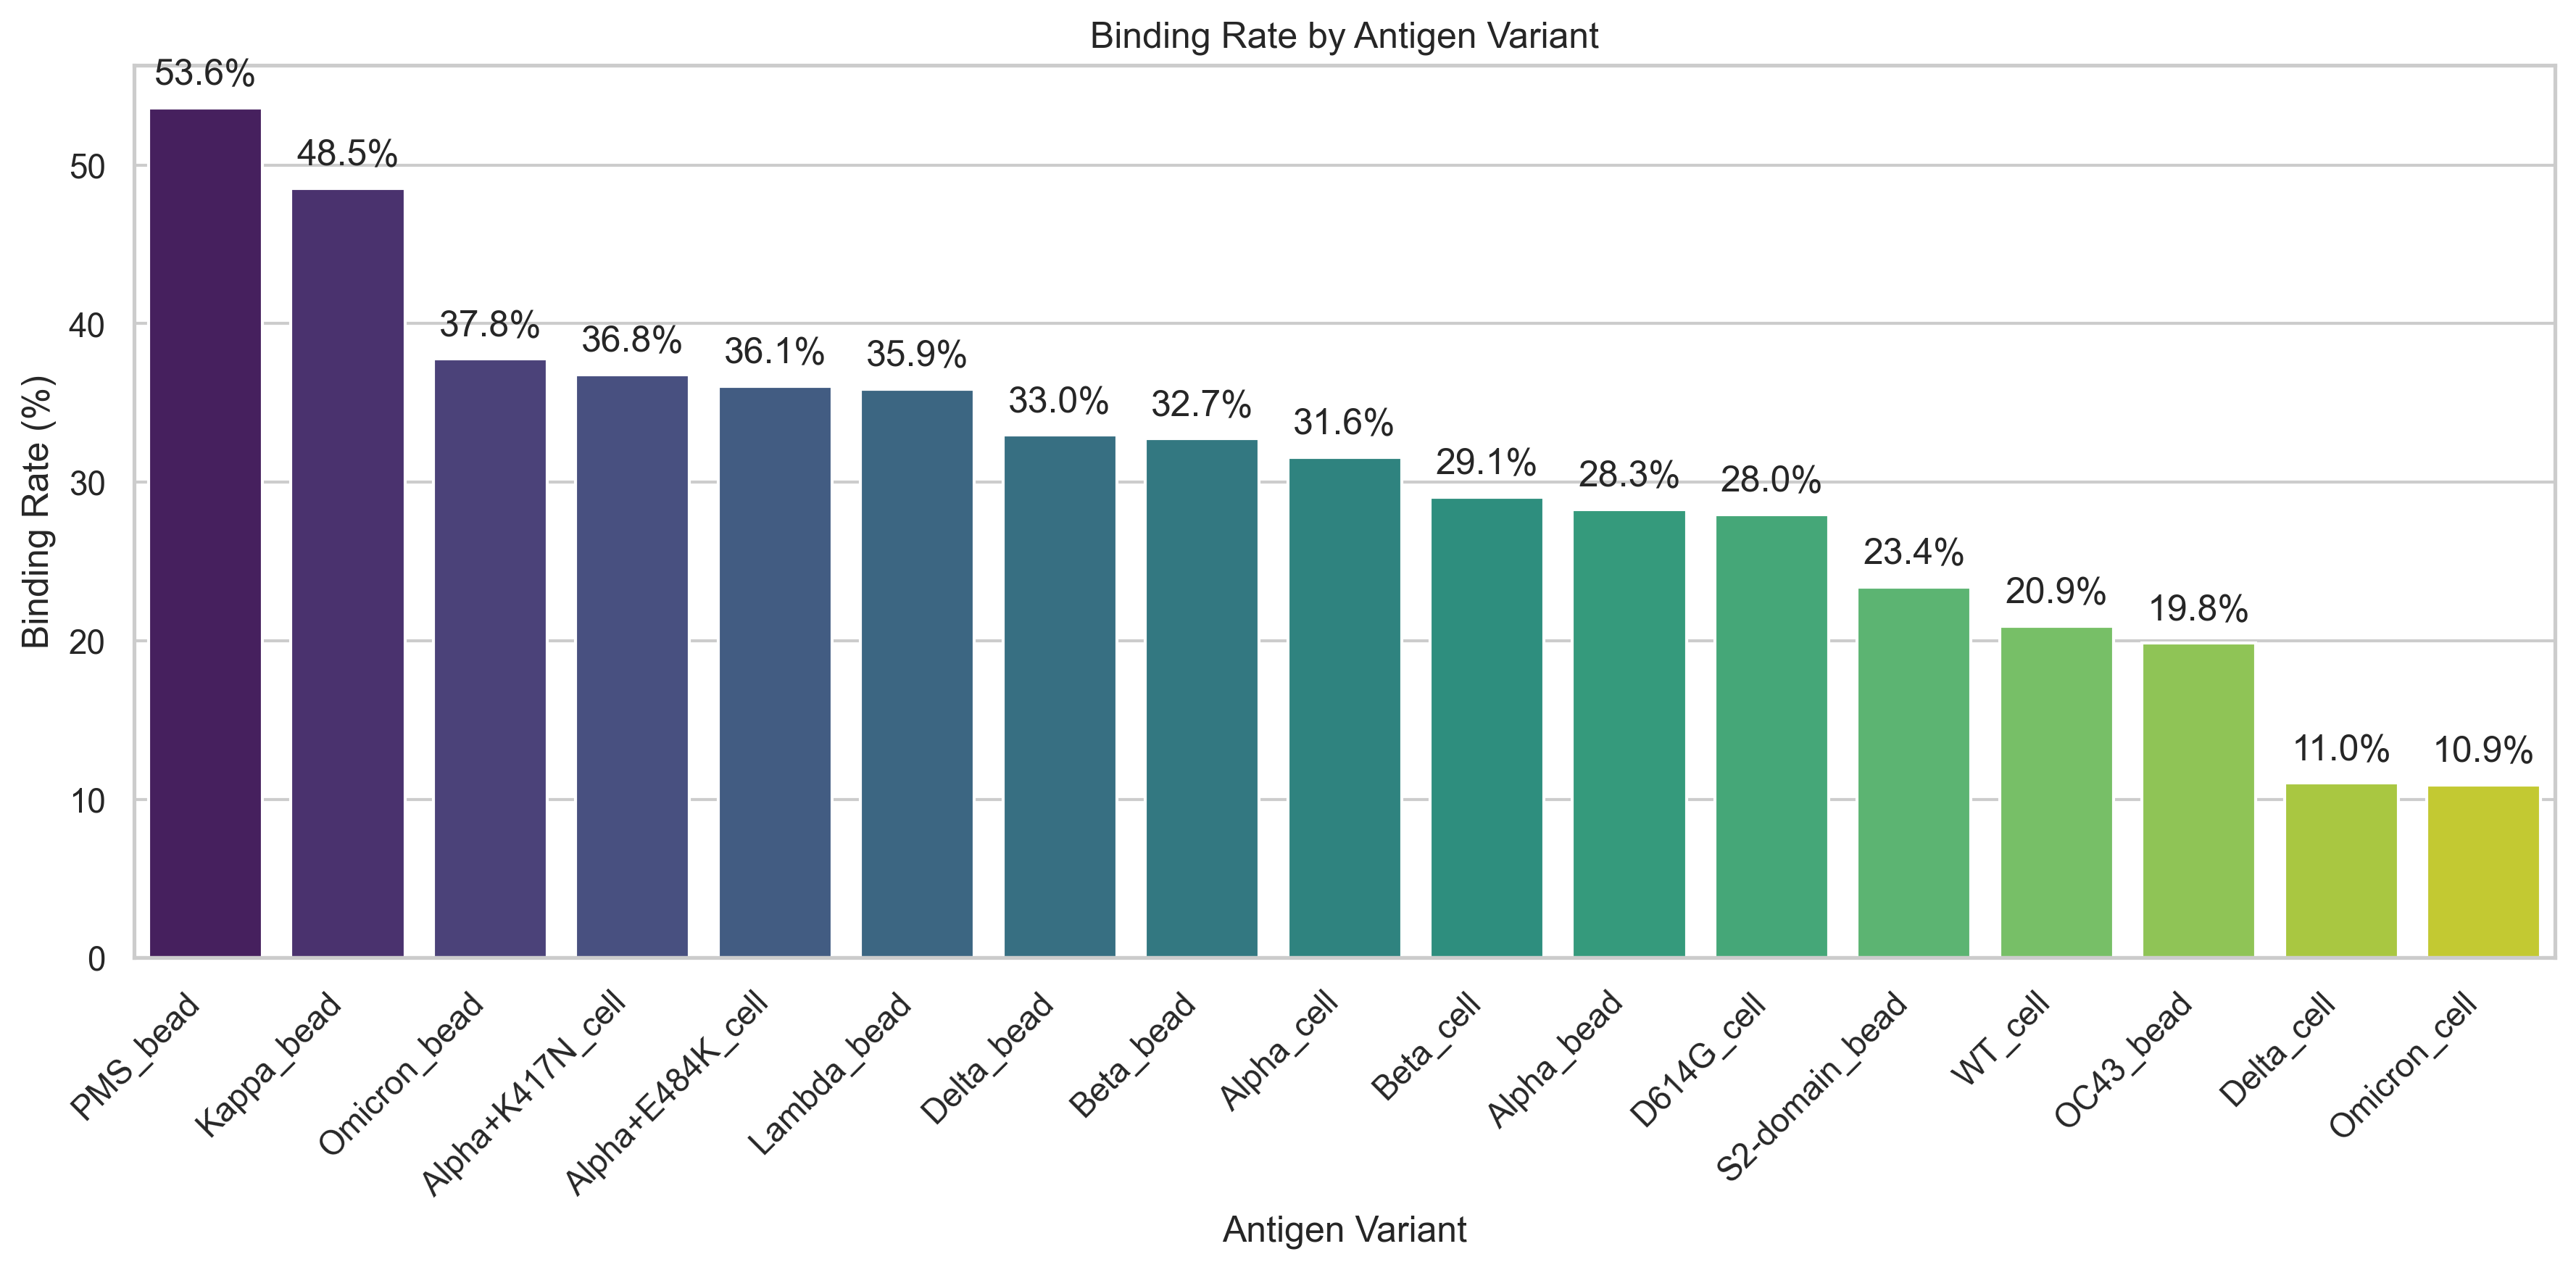 Binding Rate by Antigen Variant
Binding Rate (%)
50
40
30
20
10
0
53.6%
48.5%
37.8%
36.8%
36.1%
35.9%
33.0%
32.7%
31.6%
29.1%
28.3%
28.0%
23.4%
20.9%
19.8%
11.0%
10.9%
PMS_bead
Kappa_bead
Omicron_bead
Alpha+K417N_cell
Alpha+E484K_cell
Lambda_bead
Delta_bead
Beta_bead
Alpha_cell
Beta_cell
Alpha_bead
D614G_cell
S2-domain_bead
WT_cell
OC43_bead
Delta_cell
Omicron_cell
Antigen Variant